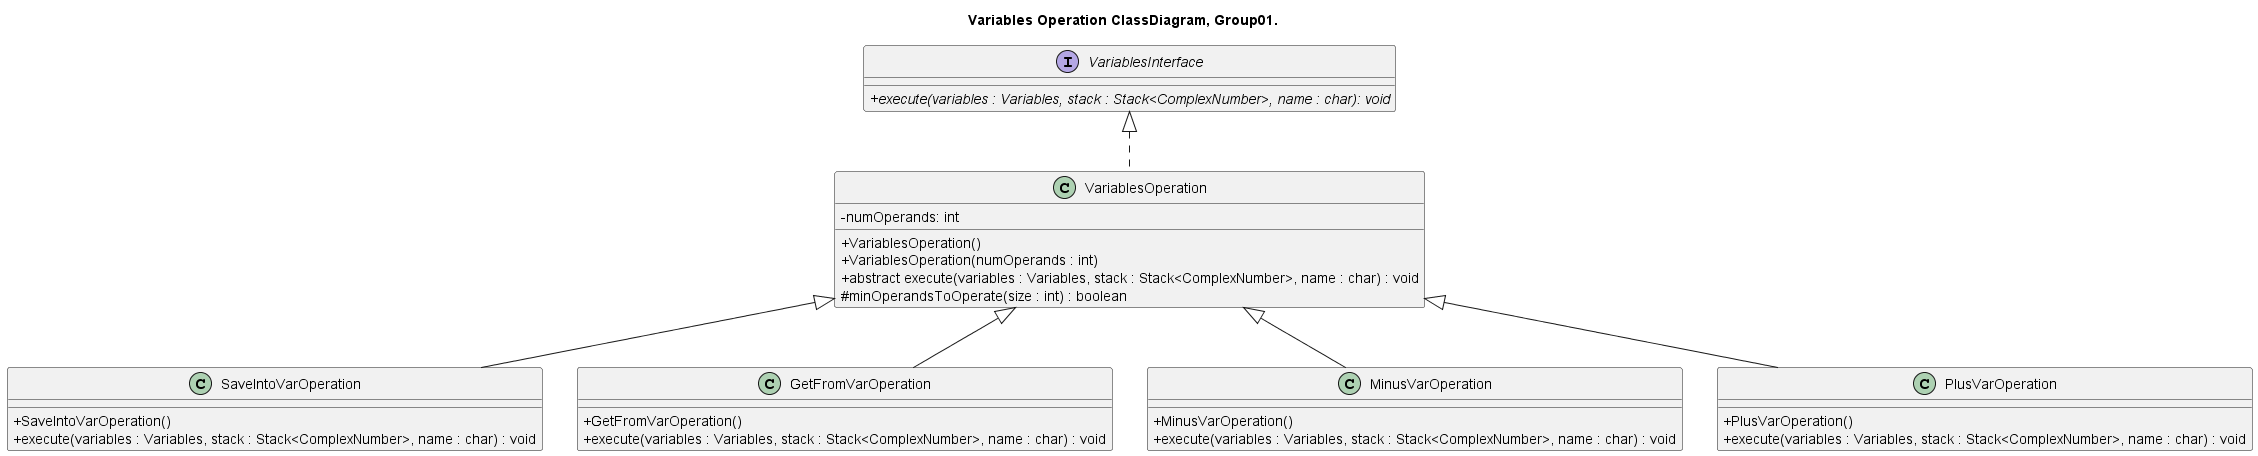 Variables Operation ClassDiagram, Group01.
I VariablesInterface
+execute(variables : Variables, stack : Stack<ComplexNumber>, name : char): void
C VariablesOperation
-numOperands: int
+VariablesOperation()
+VariablesOperation(numOperands : int)
+abstract execute(variables : Variables, stack : Stack<ComplexNumber>, name : char) : void
#minOperandsToOperate(size : int) : boolean
C SaveIntoVarOperation
+SaveIntoVarOperation()
+execute(variables : Variables, stack : Stack<ComplexNumber>, name : char) : void
C GetFromVarOperation
+GetFromVarOperation()
+execute(variables : Variables, stack : Stack<ComplexNumber>, name : char) : void
C MinusVarOperation
+MinusVarOperation()
+execute(variables : Variables, stack : Stack<ComplexNumber>, name : char) : void
C PlusVarOperation
+PlusVarOperation()
+execute(variables : Variables, stack : Stack<ComplexNumber>, name : char) : void